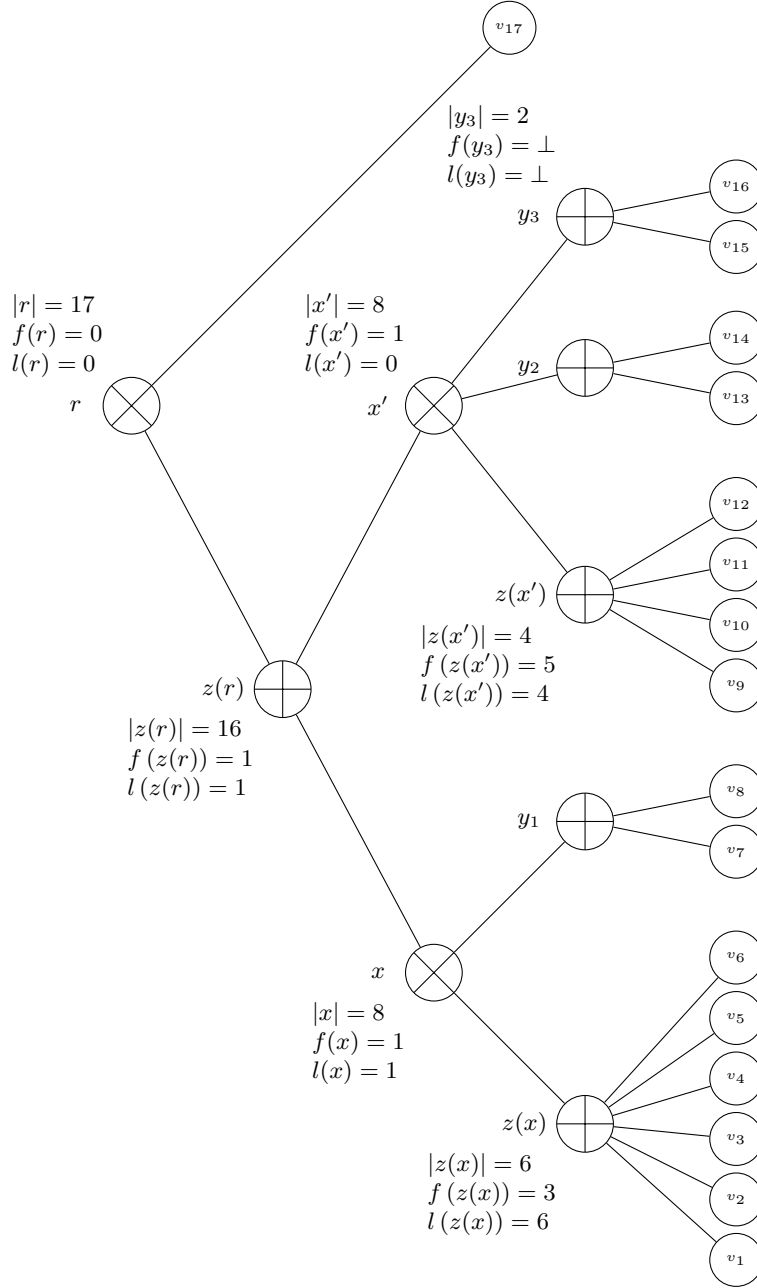 v17
|y3| = 2
f(y3) = ⊥
l(y3) = ⊥
v16
y3
v15
|r| = 17
f(r) = 0
l(r) = 0
|x′| = 8
f(x′) = 1
l(x′) = 0
v14
y2
v13
r
x′
v12
v11
z(x′)
v10
|z(x′)| = 4
f (z(x′)) = 5
l (z(x′)) = 4
v9
z(r)
|z(r)| = 16
f (z(r)) = 1
l (z(r)) = 1
v8
y1
v7
v6
x
|x| = 8
f(x) = 1
l(x) = 1
v5
v4
z(x)
v3
|z(x)| = 6
f (z(x)) = 3
l (z(x)) = 6
v2
v1